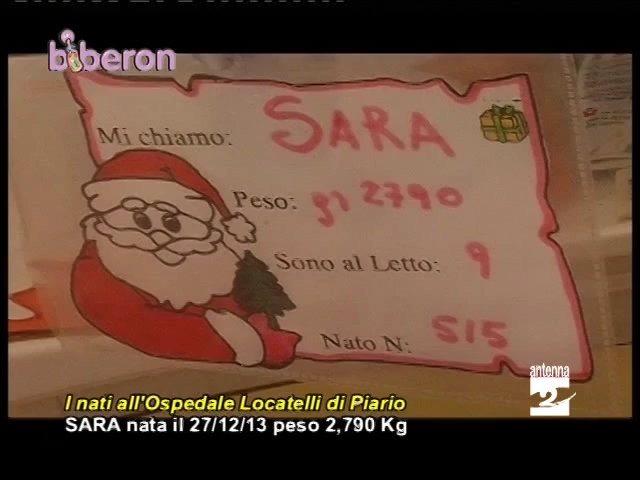 biberon
Mi chiamo: SARA
Peso: gr 2790
Sono al Letto: 9
Nato N: 515
antenna
2
I nati all'Ospedale Locatelli di Piario
SARA nata il 27/12/13 peso 2,790 Kg